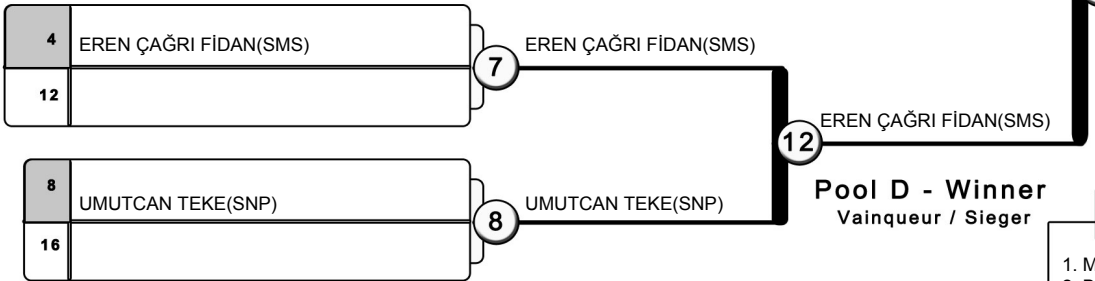 4 EREN ÇAĞRI FİDAN(SMS)
12
7 EREN ÇAĞRI FİDAN(SMS)
8 UMUTCAN TEKE(SNP)
16
8 UMUTCAN TEKE(SNP)
12 EREN ÇAĞRI FİDAN(SMS)
Pool D - Winner
Vainqueur / Sieger
1. M